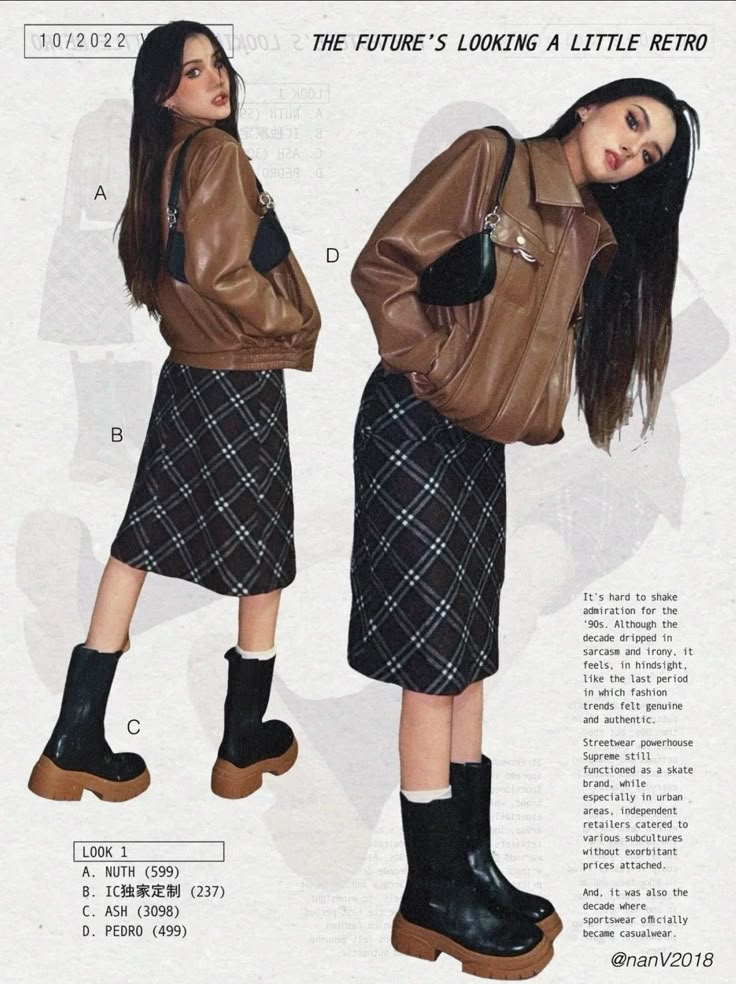 10/2022
THE FUTURE'S LOOKING A LITTLE RETRO
A
D
B
C
It's hard to shake
admiration for the
'90s. Although the
decade dripped in
sarcasm and irony, it
feels, in hindsight,
like the last period
in which fashion
trends felt genuine
and authentic.
Streetwear powerhouse
Supreme still
functioned as a skate
brand, while
especially in urban
areas, independent
retailers catered to
various subcultures
without exorbitant
prices attached.
And, it was also the
decade where
sportswear officially
became casualwear.
LOOK 1
A. NUTH (599)
B. IC独家定制 (237)
C. ASH (3098)
D. PEDRO (499)
@nanV2018